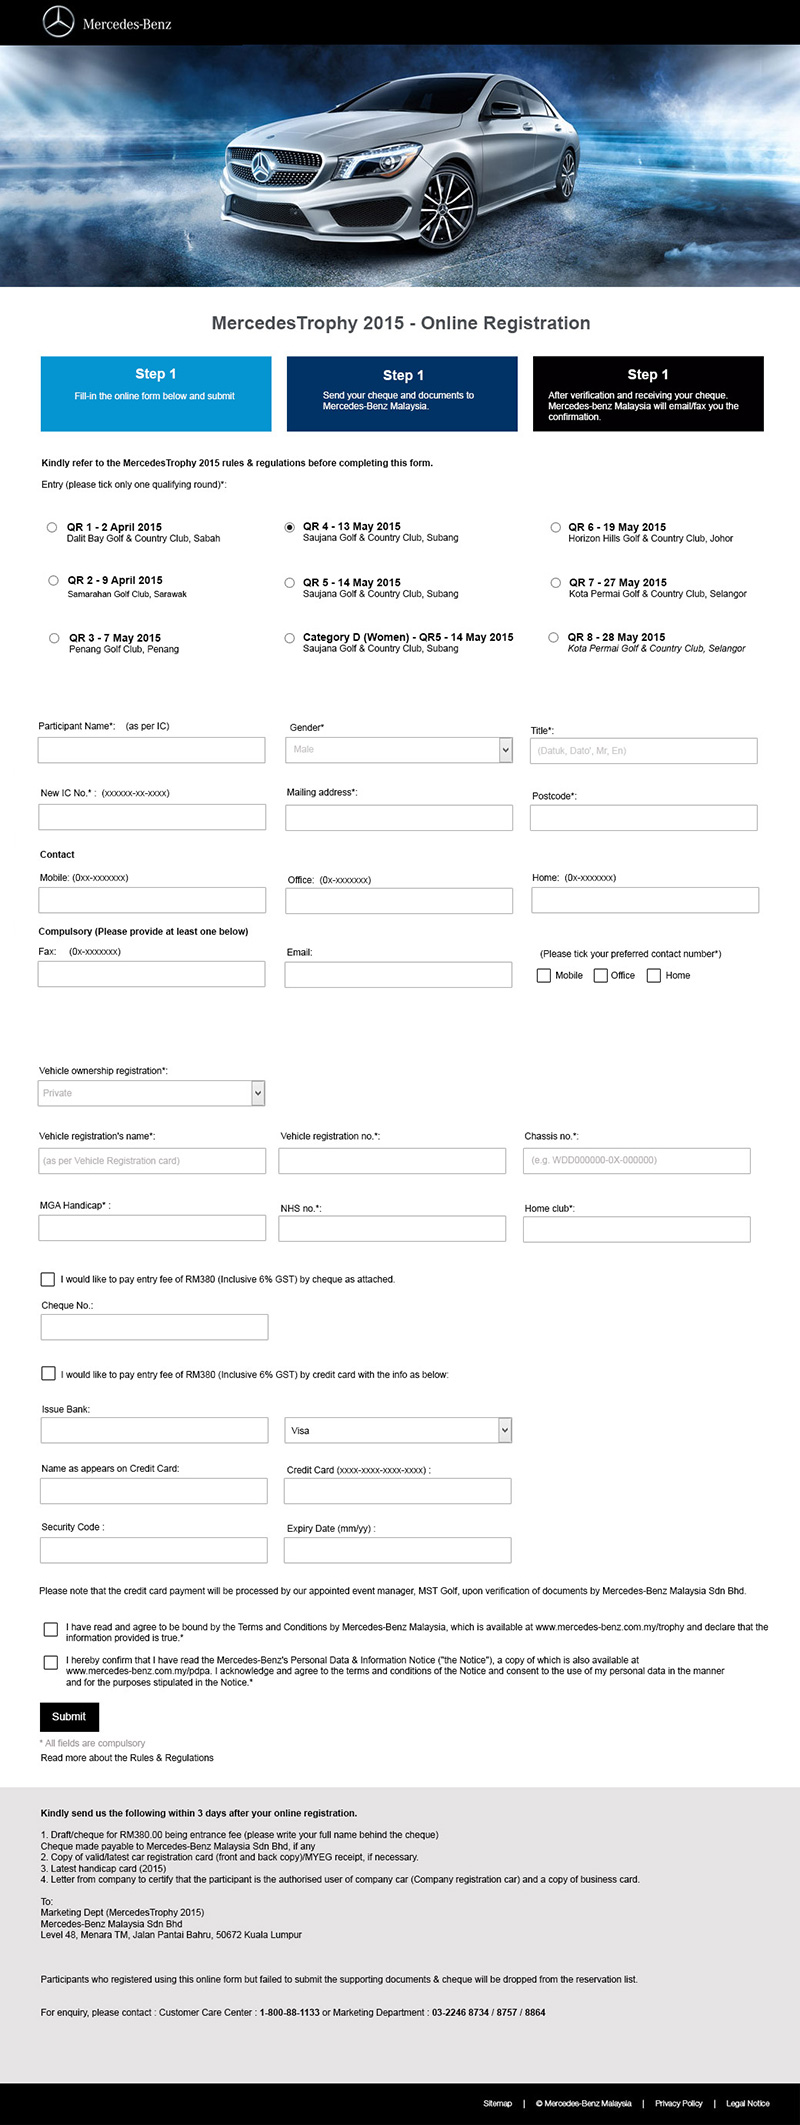 Mercedes-Benz
MercedesTrophy 2015 - Online Registration
Step 1
Fill-in the online form below and submit
Step 1
Send your cheque and documents to
Mercedes-Benz Malaysia.
Step 1
After verification and receiving your cheque.
Mercedes-benz Malaysia will email/fax you the
confirmation.
Kindly refer to the MercedesTrophy 2015 rules & regulations before completing this form.
Entry (please tick only one qualifying round)*:
QR 1 - 2 April 2015
Dalit Bay Golf & Country Club, Sabah
QR 4 - 13 May 2015
Saujana Golf & Country Club, Subang
QR 6 - 19 May 2015
Horizon Hills Golf & Country Club, Johor
QR 2 - 9 April 2015
Samarahan Golf Club, Sarawak
QR 5 - 14 May 2015
Saujana Golf & Country Club, Subang
QR 7 - 27 May 2015
Kota Permai Golf & Country Club, Selangor
QR 3 - 7 May 2015
Penang Golf Club, Penang
Category D (Women) - QR5 - 14 May 2015
Saujana Golf & Country Club, Subang
QR 8 - 28 May 2015
Kota Permai Golf & Country Club, Selangor
Participant Name*: (as per IC)
Gender*
Title*:
Male
(Datuk, Dato', Mr, En)
New IC No.* : (xxxxxx-xx-xxxx)
Mailing address*:
Postcode*:
Contact
Mobile: (0xx-xxxxxxx)
Office: (0x-xxxxxxx)
Home: (0x-xxxxxxx)
Compulsory (Please provide at least one below)
Fax: (0x-xxxxxxx)
Email:
(Please tick your preferred contact number*)
Mobile
Office
Home
Vehicle ownership registration*:
Private
Vehicle registration's name*:
Vehicle registration no.*:
Chassis no.*:
(as per Vehicle Registration card)
(e.g. WDD000000-0X-000000)
MGA Handicap* :
NHS no.*:
Home club*:
I would like to pay entry fee of RM380 (Inclusive 6% GST) by cheque as attached.
Cheque No.:
I would like to pay entry fee of RM380 (Inclusive 6% GST) by credit card with the info as below:
Issue Bank:
Visa
Name as appears on Credit Card:
Credit Card (xxxx-xxxx-xxxx-xxxx) :
Security Code :
Expiry Date (mm/yy) :
Please note that the credit card payment will be processed by our appointed event manager, MST Golf, upon verification of documents by Mercedes-Benz Malaysia Sdn Bhd.
I have read and agree to be bound by the Terms and Conditions by Mercedes-Benz Malaysia, which is available at www.mercedes-benz.com.my/trophy and declare that the
information provided is true.*
I hereby confirm that I have read the Mercedes-Benz's Personal Data & Information Notice ("the Notice"), a copy of which is also available at
www.mercedes-benz.com.my/pdpa. I acknowledge and agree to the terms and conditions of the Notice and consent to the use of my personal data in the manner
and for the purposes stipulated in the Notice.*
Submit
* All fields are compulsory
Read more about the Rules & Regulations
Kindly send us the following within 3 days after your online registration.
1. Draft/cheque for RM380.00 being entrance fee (please write your full name behind the cheque)
Cheque made payable to Mercedes-Benz Malaysia Sdn Bhd, if any
2. Copy of valid/latest car registration card (front and back copy)/MYEG receipt, if necessary.
3. Latest handicap card (2015)
4. Letter from company to certify that the participant is the authorised user of company car (Company registration car) and a copy of business card.
To:
Marketing Dept (MercedesTrophy 2015)
Mercedes-Benz Malaysia Sdn Bhd
Level 48, Menara TM, Jalan Pantai Bahru, 50672 Kuala Lumpur
Participants who registered using this online form but failed to submit the supporting documents & cheque will be dropped from the reservation list.
For enquiry, please contact : Customer Care Center : 1-800-88-1133 or Marketing Department : 03-2246 8734 / 8757 / 8864
Sitemap | © Mercedes-Benz Malaysia | Privacy Policy | Legal Notice